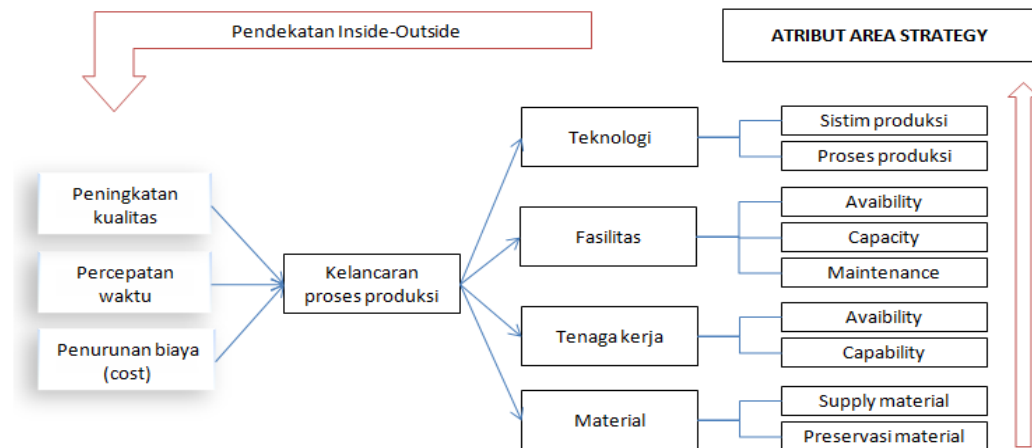 Pendekatan Inside-Outside
ATRIBUT AREA STRATEGY
Peningkatan
kualitas
Percepatan
waktu
Penurunan biaya
(cost)
Kelancaran
proses produksi
Teknologi
Sistim produksi
Proses produksi
Fasilitas
Avaibility
Capacity
Maintenance
Tenaga kerja
Avaibility
Capability
Material
Supply material
Preservasi material